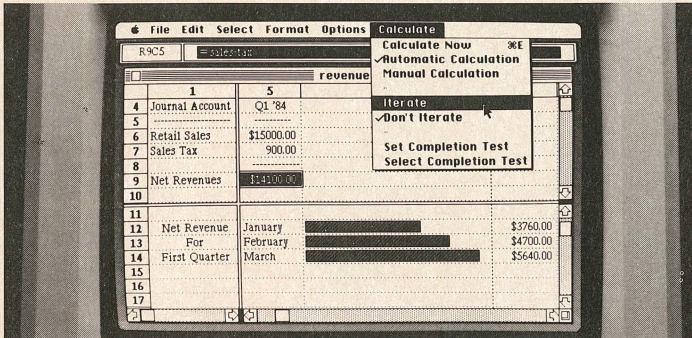 File Edit Select Format Options Calculate
R9C5 =sales-tax
Calculate Now ⌘E
✓Automatic Calculation
Manual Calculation
Iterate
✓Don't Iterate
Set Completion Test
Select Completion Test
revenue
1 5
4 Journal Account Q1 '84
5 ---------------- -----------
6 Retail Sales $15000.00
7 Sales Tax 900.00
8 -----------
9 Net Revenues $14100.00
10
11
12 Net Revenue January $3760.00
13 For February $4700.00
14 First Quarter March $5640.00
15
16
17